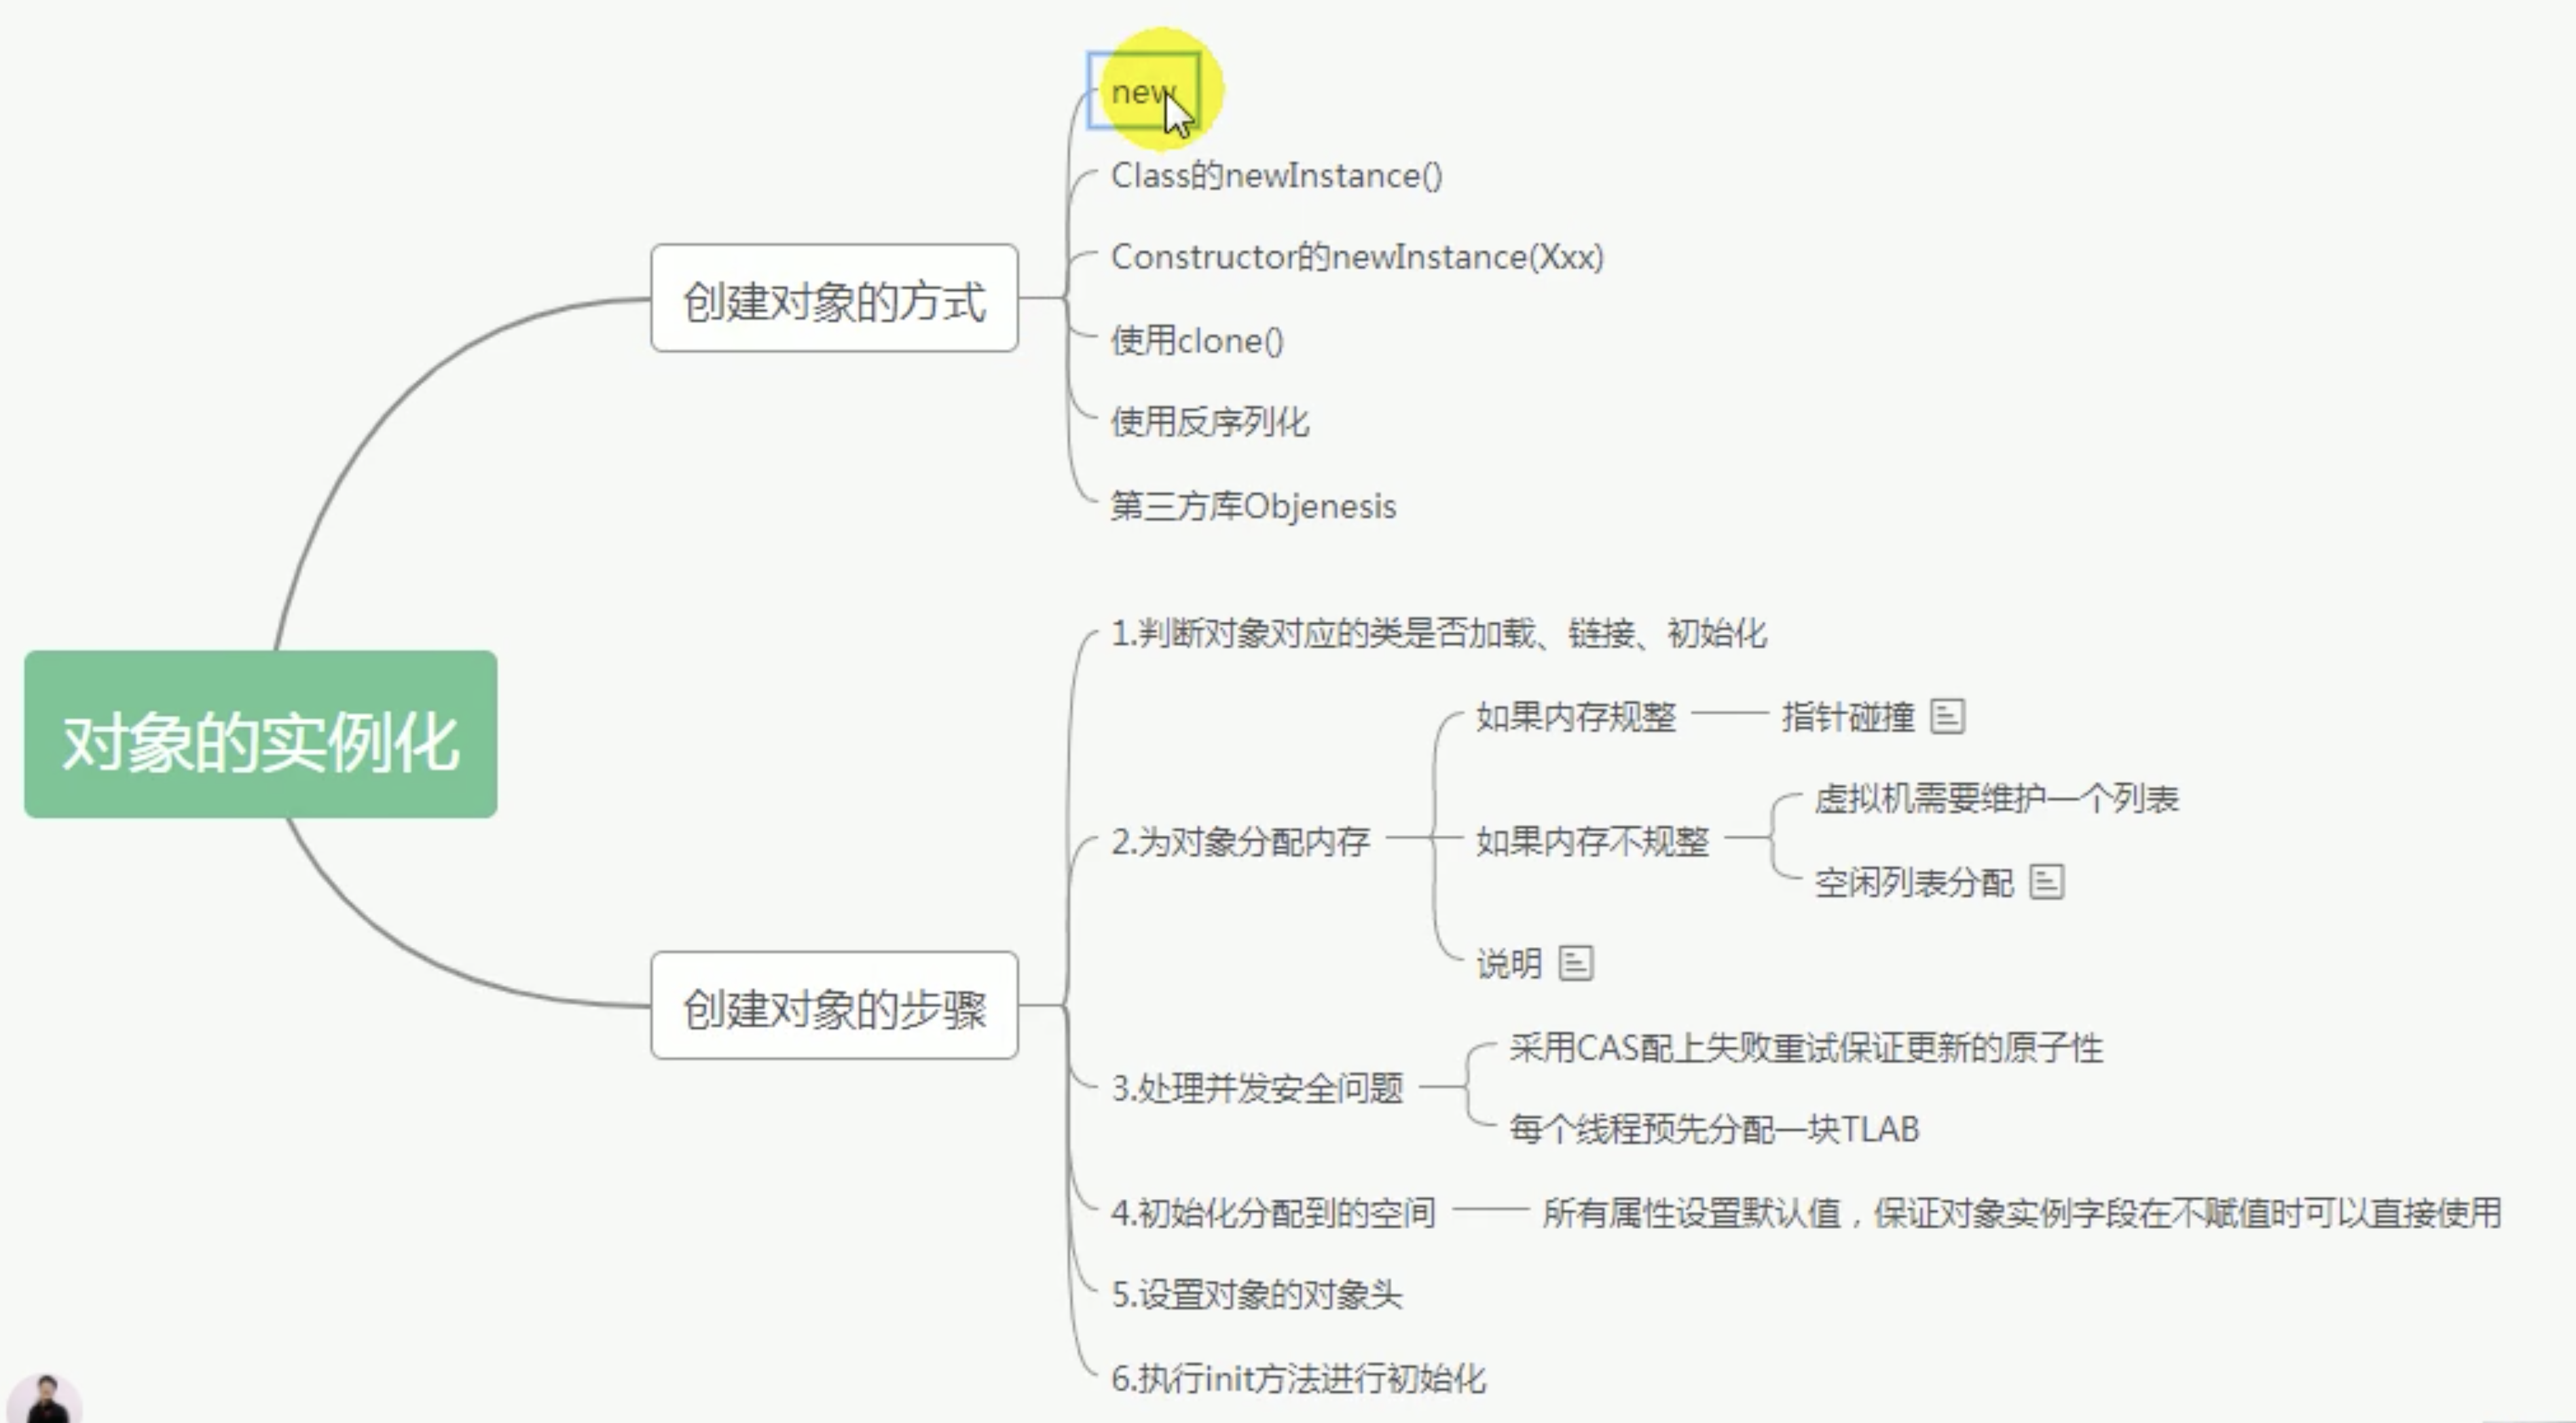 对象的实例化
创建对象的方式
new
Class的newInstance()
Constructor的newInstance(Xxx)
使用clone()
使用反序列化
第三方库Objenesis
创建对象的步骤
1.判断对象对应的类是否加载、链接、初始化
2.为对象分配内存
如果内存规整
指针碰撞
如果内存不规整
虚拟机需要维护一个列表
空闲列表分配
说明
3.处理并发安全问题
采用CAS配上失败重试保证更新的原子性
每个线程预先分配一块TLAB
4.初始化分配到的空间
所有属性设置默认值，保证对象实例字段在不赋值时可以直接使用
5.设置对象的对象头
6.执行init方法进行初始化